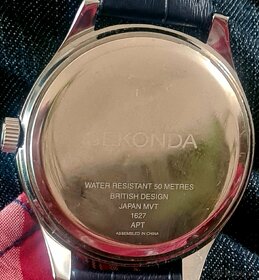 SEKONDA
WATER RESISTANT 50 METRES
BRITISH DESIGN
JAPAN MVT
1627
APT
ASSEMBLED IN CHINA